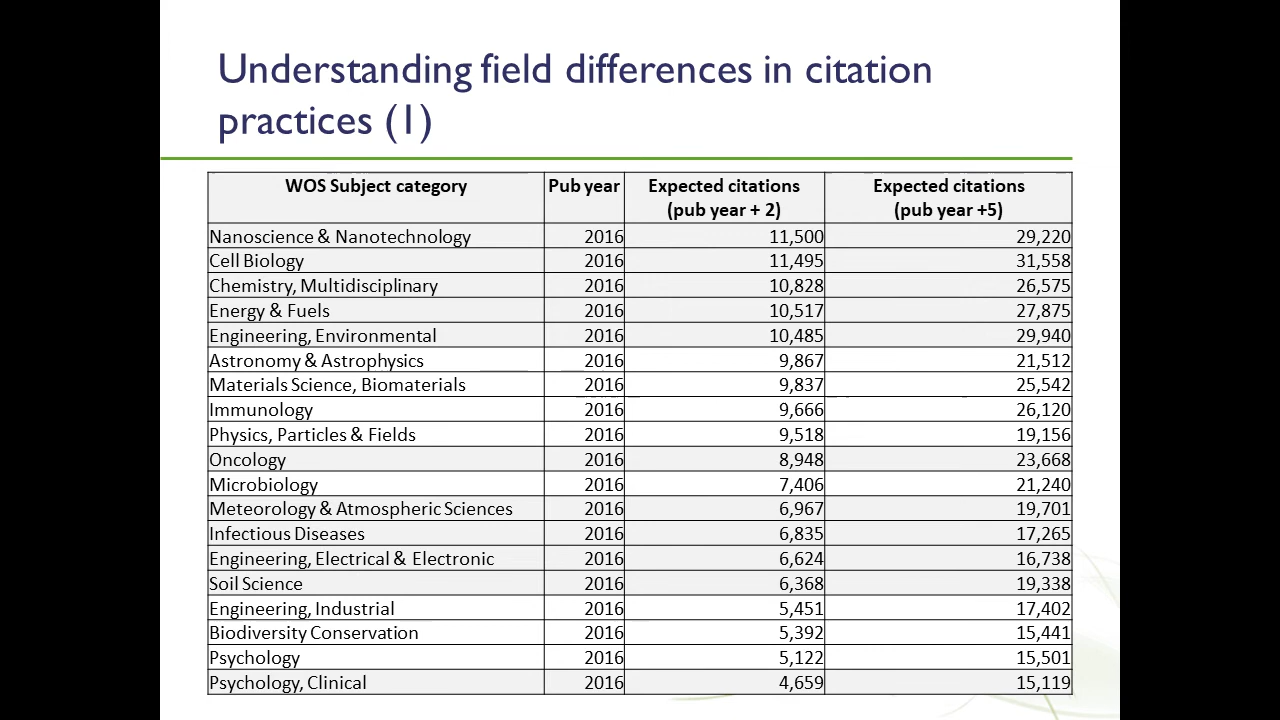 Understanding field differences in citation
practices (1)
WOS Subject category Pub year Expected citations Expected citations
(pub year + 2) (pub year +5)
Nanoscience & Nanotechnology 2016 11,500 29,220
Cell Biology 2016 11,495 31,558
Chemistry, Multidisciplinary 2016 10,828 26,575
Energy & Fuels 2016 10,517 27,875
Engineering, Environmental 2016 10,485 29,940
Astronomy & Astrophysics 2016 9,867 21,512
Materials Science, Biomaterials 2016 9,837 25,542
Immunology 2016 9,666 26,120
Physics, Particles & Fields 2016 9,518 19,156
Oncology 2016 8,948 23,668
Microbiology 2016 7,406 21,240
Meteorology & Atmospheric Sciences 2016 6,967 19,701
Infectious Diseases 2016 6,835 17,265
Engineering, Electrical & Electronic 2016 6,624 16,738
Soil Science 2016 6,368 19,338
Engineering, Industrial 2016 5,451 17,402
Biodiversity Conservation 2016 5,392 15,441
Psychology 2016 5,122 15,501
Psychology, Clinical 2016 4,659 15,119